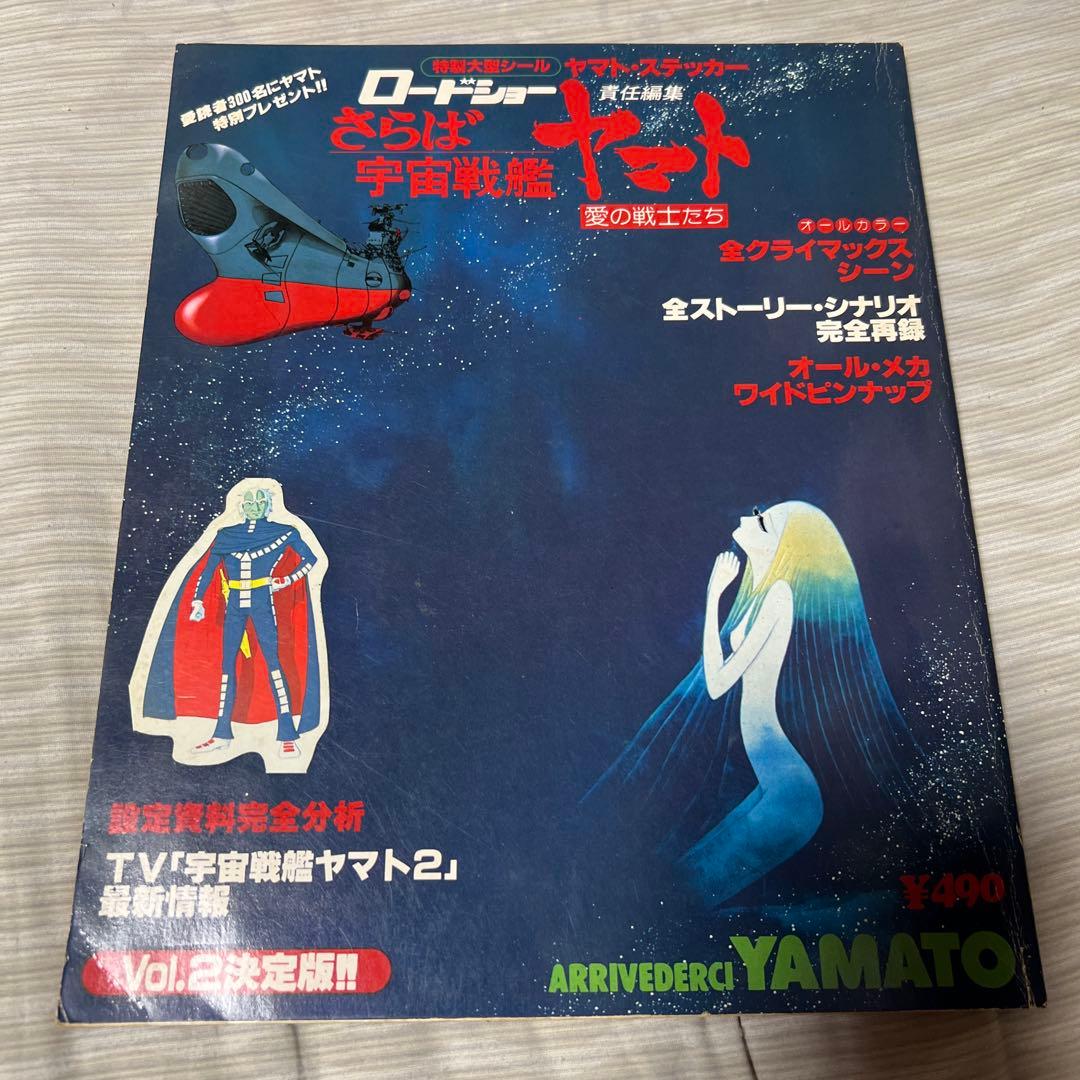 特製大型シール ヤマト・ステッカー
愛読者300名にヤマト
特別プレゼント!!
ロードショー 責任編集
さらば
宇宙戦艦
ヤマト
愛の戦士たち
オールカラー
全クライマックス
シーン
全ストーリー・シナリオ
完全再録
オール・メカ
ワイドピンナップ
設定資料完全分析
TV「宇宙戦艦ヤマト2」
最新情報
¥490
Vol.2決定版!!
ARRIVEDERCI YAMATO